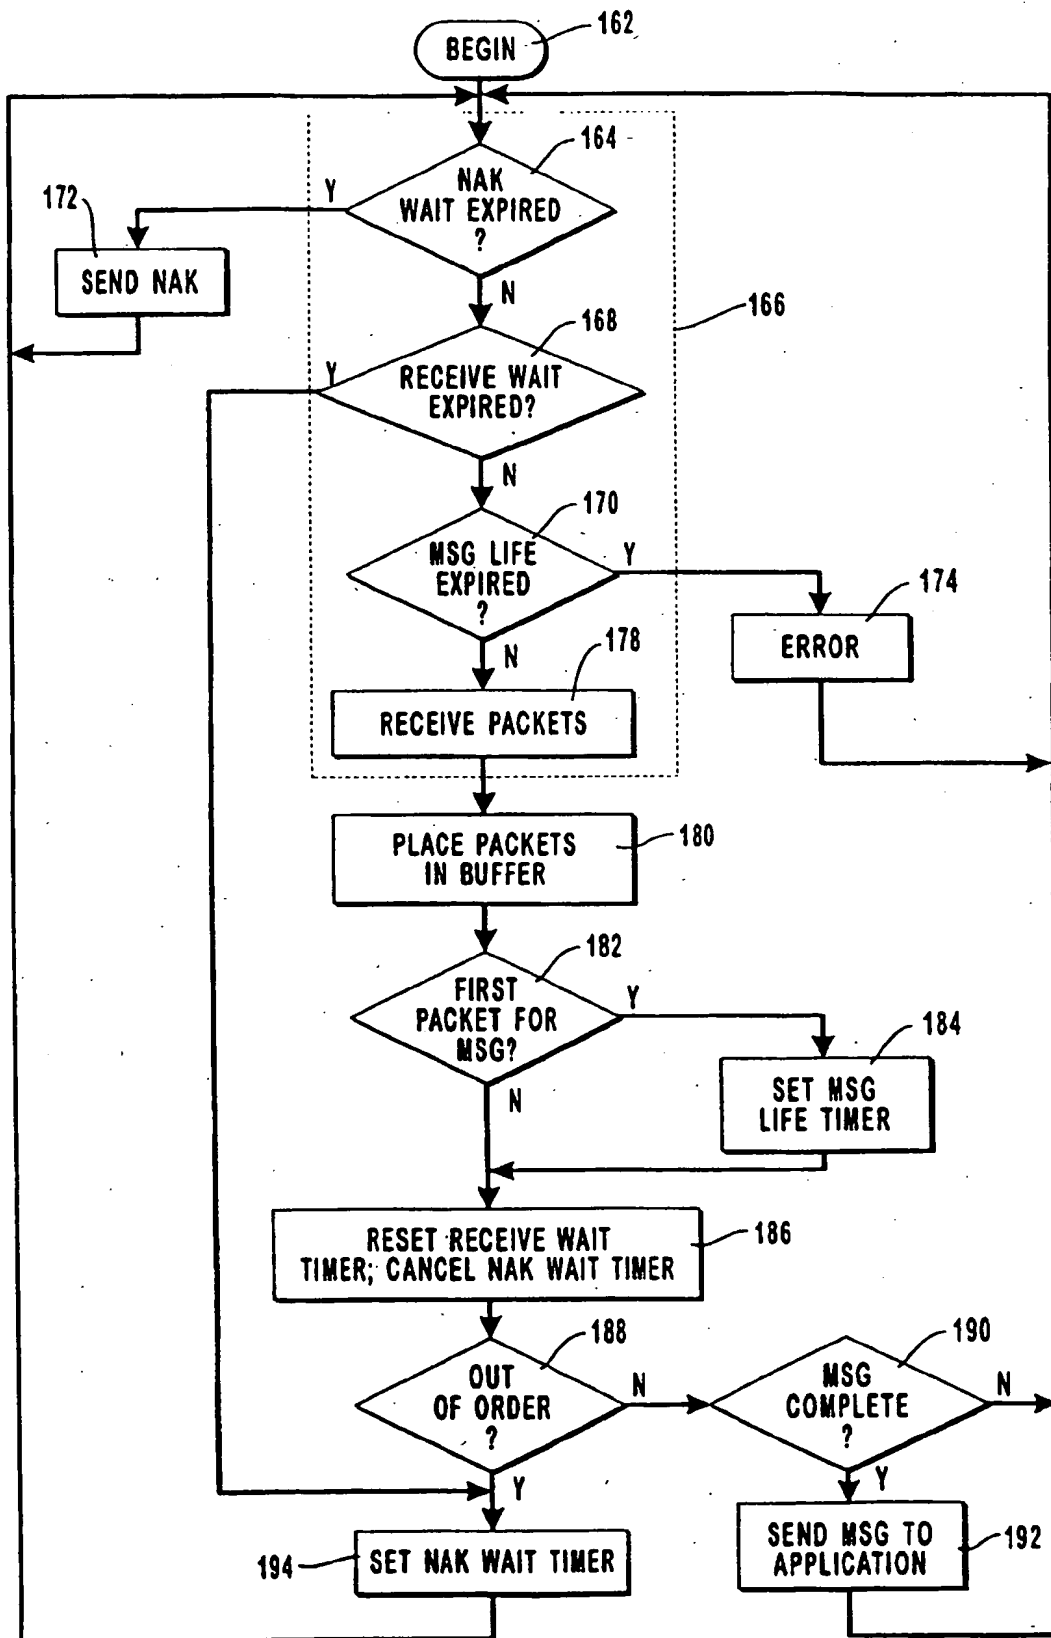 162
BEGIN
164
NAK
WAIT EXPIRED
?
Y
N
172
SEND NAK
166
168
RECEIVE WAIT
EXPIRED?
Y
N
170
MSG LIFE
EXPIRED
?
Y
N
174
ERROR
178
RECEIVE PACKETS
PLACE PACKETS
IN BUFFER
180
182
FIRST
PACKET FOR
MSG?
Y
N
184
SET MSG
LIFE TIMER
RESET RECEIVE WAIT
TIMER; CANCEL NAK WAIT TIMER
186
188
OUT
OF ORDER
?
N
Y
190
MSG
COMPLETE
?
N
Y
194
SET NAK WAIT TIMER
SEND MSG TO
APPLICATION
192